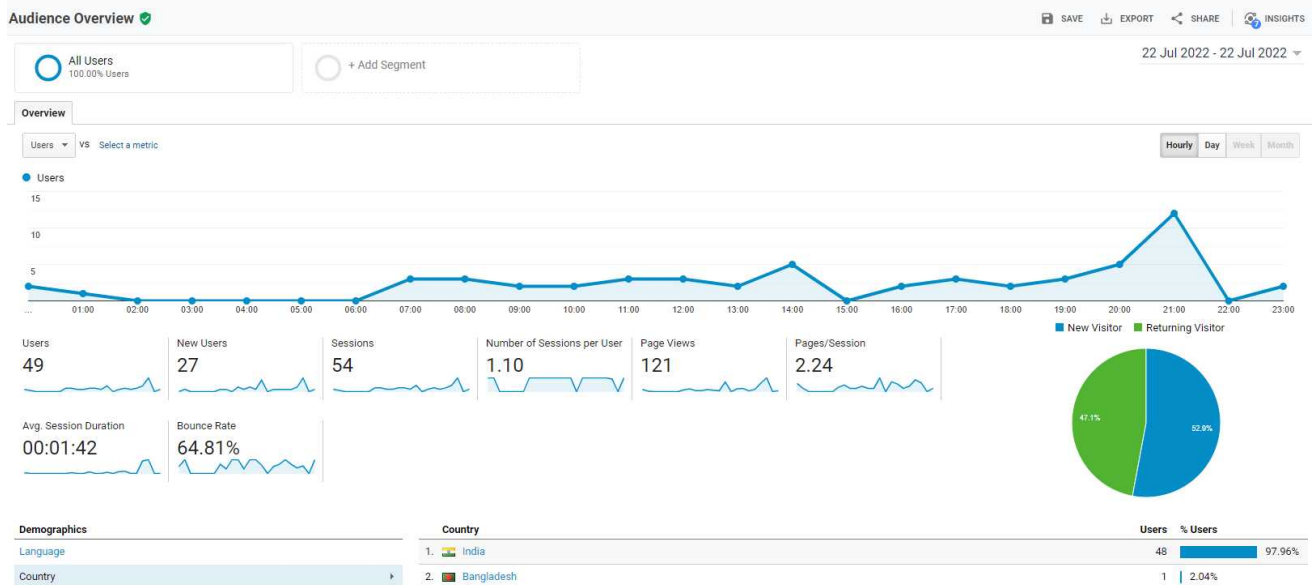 Audience Overview
SAVE EXPORT SHARE 7 INSIGHTS
All Users
100.00% Users
+ Add Segment
22 Jul 2022 - 22 Jul 2022
Overview
Users VS Select a metric
Hourly Day Week Month
Users
15
10
5
... 01:00 02:00 03:00 04:00 05:00 06:00 07:00 08:00 09:00 10:00 11:00 12:00 13:00 14:00 15:00 16:00 17:00 18:00 19:00 20:00 21:00 22:00 23:00
New Visitor Returning Visitor
Users
49
New Users
27
Sessions
54
Number of Sessions per User
1.10
Page Views
121
Pages/Session
2.24
Avg. Session Duration
00:01:42
Bounce Rate
64.81%
47.1%
52.9%
Demographics
Language
Country
Country Users % Users
1. India 48 97.96%
2. Bangladesh 1 2.04%